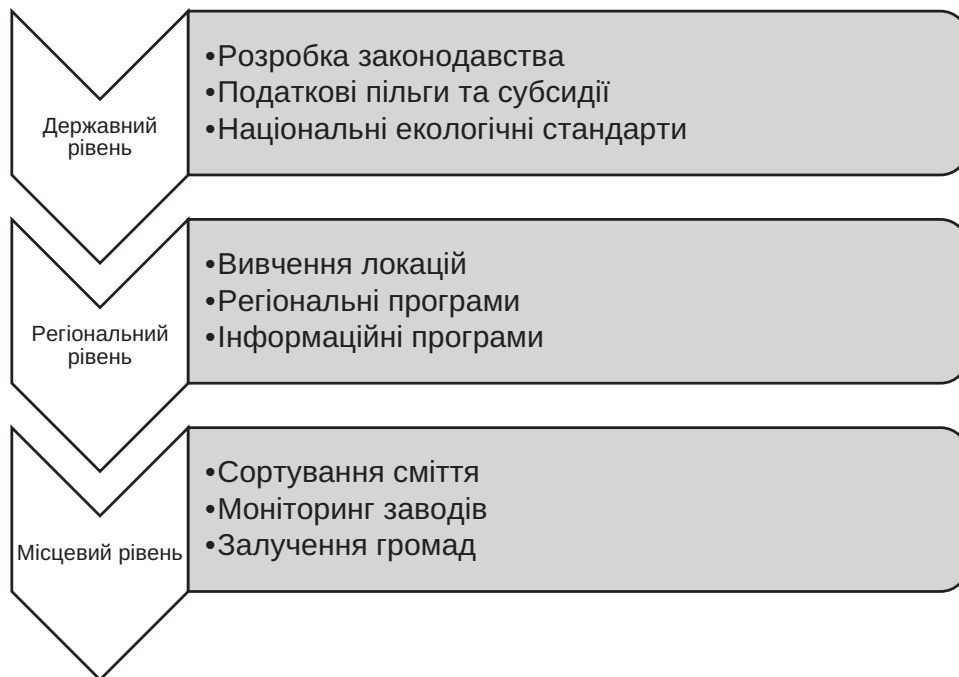 Державний
рівень
•Розробка законодавства
•Податкові пільги та субсидії
•Національні екологічні стандарти
Регіональний
рівень
•Вивчення локацій
•Регіональні програми
•Інформаційні програми
Місцевий рівень
•Сортування сміття
•Моніторинг заводів
•Залучення громад